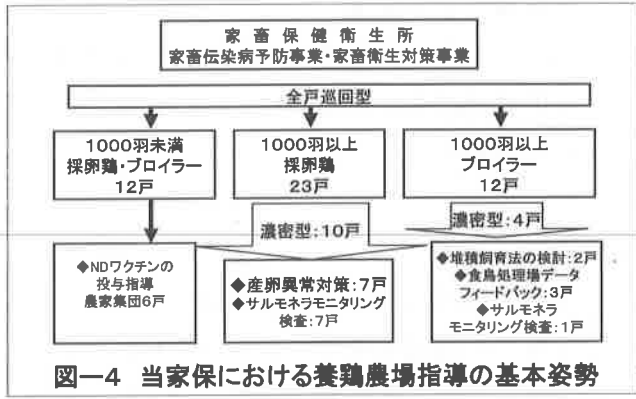 家畜保健衛生所
家畜伝染病予防事業・家畜衛生対策事業
全戸巡回型
1000羽未満
採卵鶏・ブロイラー
12戸
1000羽以上
採卵鶏
23戸
1000羽以上
ブロイラー
12戸
濃密型:10戸
濃密型:4戸
◆NDワクチンの
投与指導
農家集団6戸
◆産卵異常対策:7戸
◆サルモネラモニタリング
検査:7戸
◆堆積飼育法の検討:2戸
◆食鳥処理場データ
フィードバック:3戸
◆サルモネラ
モニタリング検査:1戸
図―4 当家保における養鶏農場指導の基本姿勢